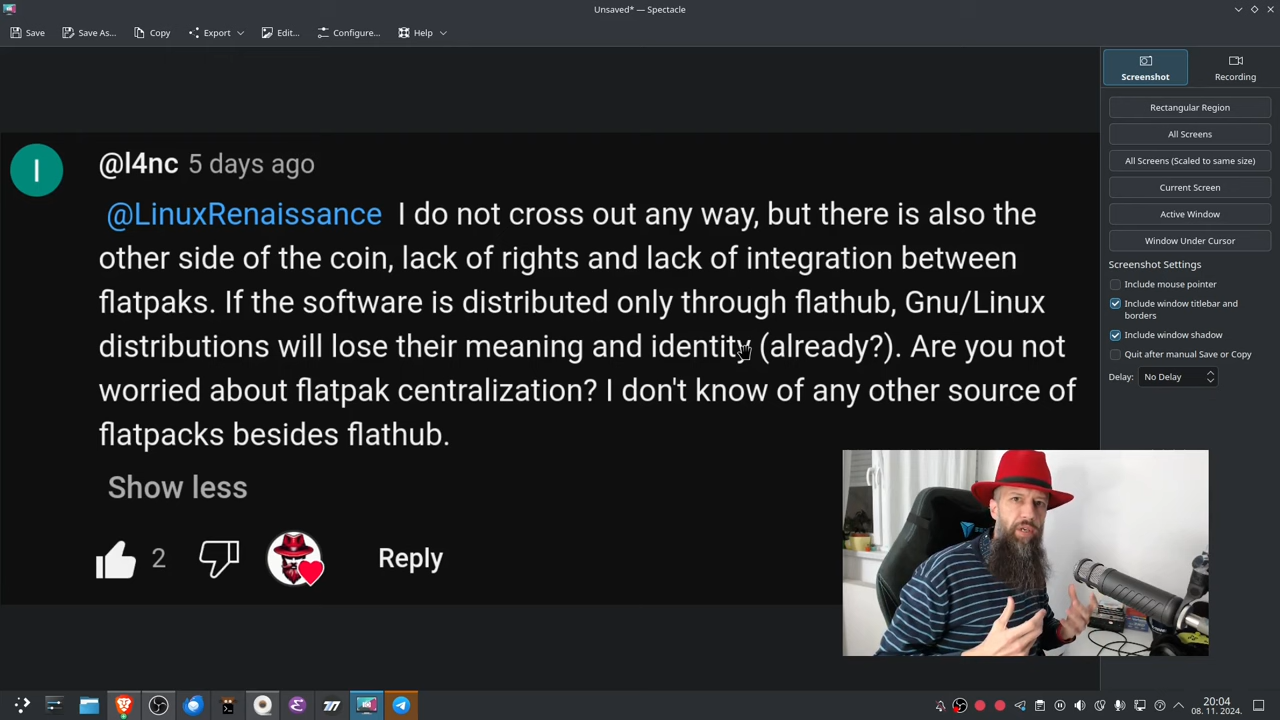 Unsaved* — Spectacle
Save
Save As...
Copy
Export
Edit...
Configure...
Help
Screenshot
Recording
Rectangular Region
All Screens
All Screens (Scaled to same size)
Current Screen
Active Window
Window Under Cursor
Screenshot Settings
Include mouse pointer
Include window titlebar and
borders
Include window shadow
Quit after manual Save or Copy
Delay: No Delay
I
@l4nc 5 days ago
@LinuxRenaissance I do not cross out any way, but there is also the
other side of the coin, lack of rights and lack of integration between
flatpaks. If the software is distributed only through flathub, Gnu/Linux
distributions will lose their meaning and identity (already?). Are you not
worried about flatpak centralization? I don't know of any other source of
flatpacks besides flathub.
Show less
2
Reply
20:04
08. 11. 2024.